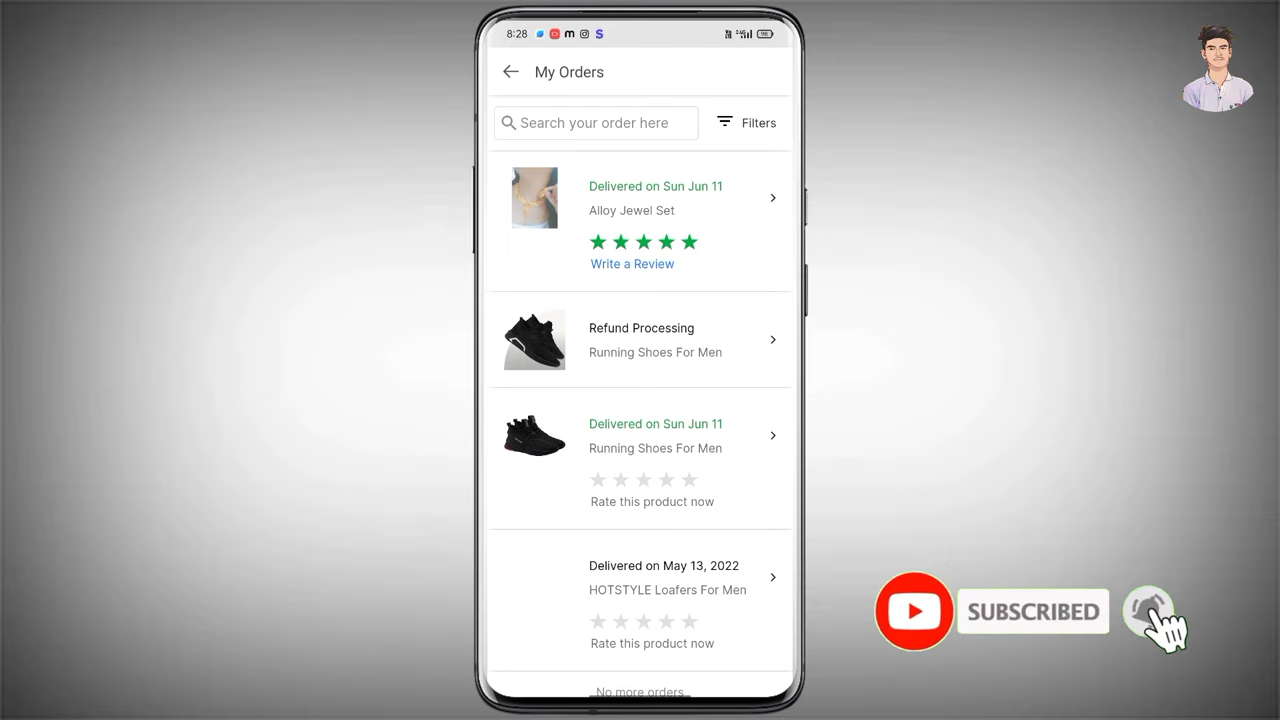 8:28
My Orders
Search your order here
Filters
Delivered on Sun Jun 11
Alloy Jewel Set
Write a Review
Refund Processing
Running Shoes For Men
Delivered on Sun Jun 11
Running Shoes For Men
Rate this product now
Delivered on May 13, 2022
HOTSTYLE Loafers For Men
Rate this product now
No more orders
SUBSCRIBED